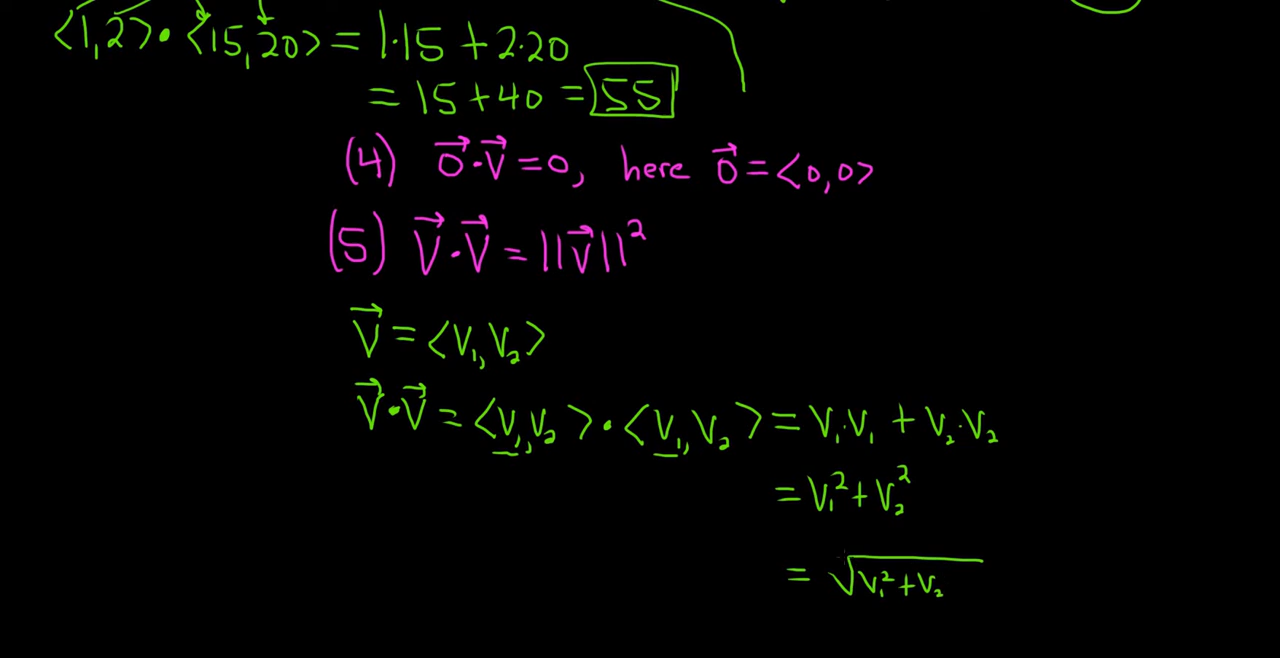 <1,2>·<15,20> = 1·15 + 2·20
= 15 + 40 = 55
(4) 0⃗·V⃗ = 0, here 0⃗ = <0,0>
(5) V⃗·V⃗ = ||V⃗||²
V⃗ = <V₁,V₂>
V⃗·V⃗ = <V₁,V₂>·<V₁,V₂> = V₁·V₁ + V₂·V₂
= V₁² + V₂²
= √(V₁² + V₂)